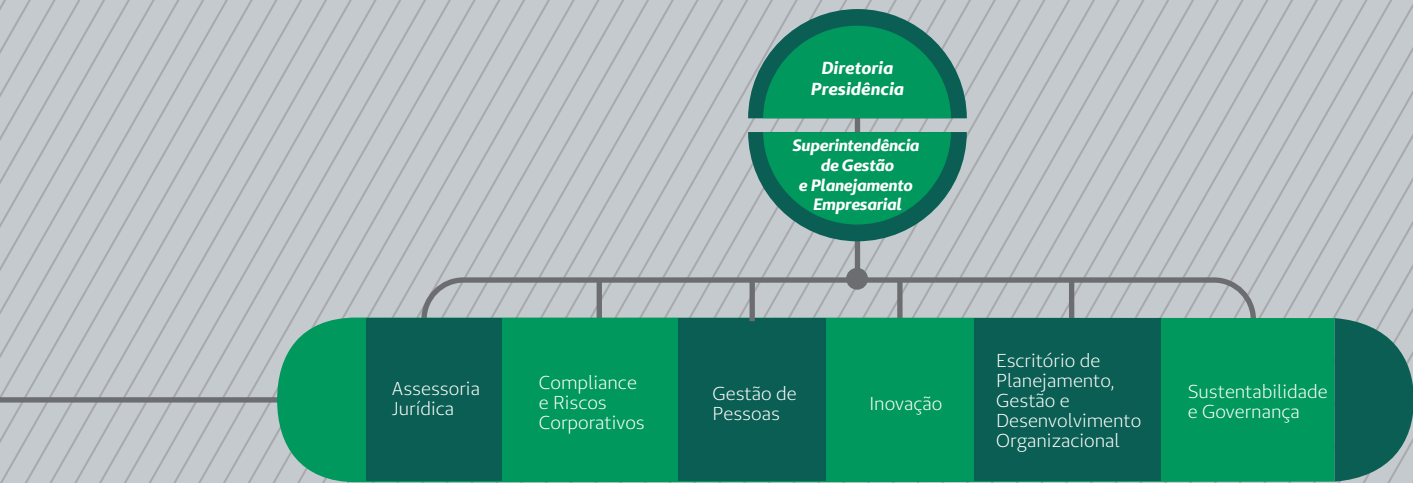 Diretoria
Presidência
Superintendência
de Gestão
e Planejamento
Empresarial
Assessoria
Jurídica
Compliance
e Riscos
Corporativos
Gestão de
Pessoas
Inovação
Escritório de
Planejamento,
Gestão e
Desenvolvimento
Organizacional
Sustentabilidade
e Governança